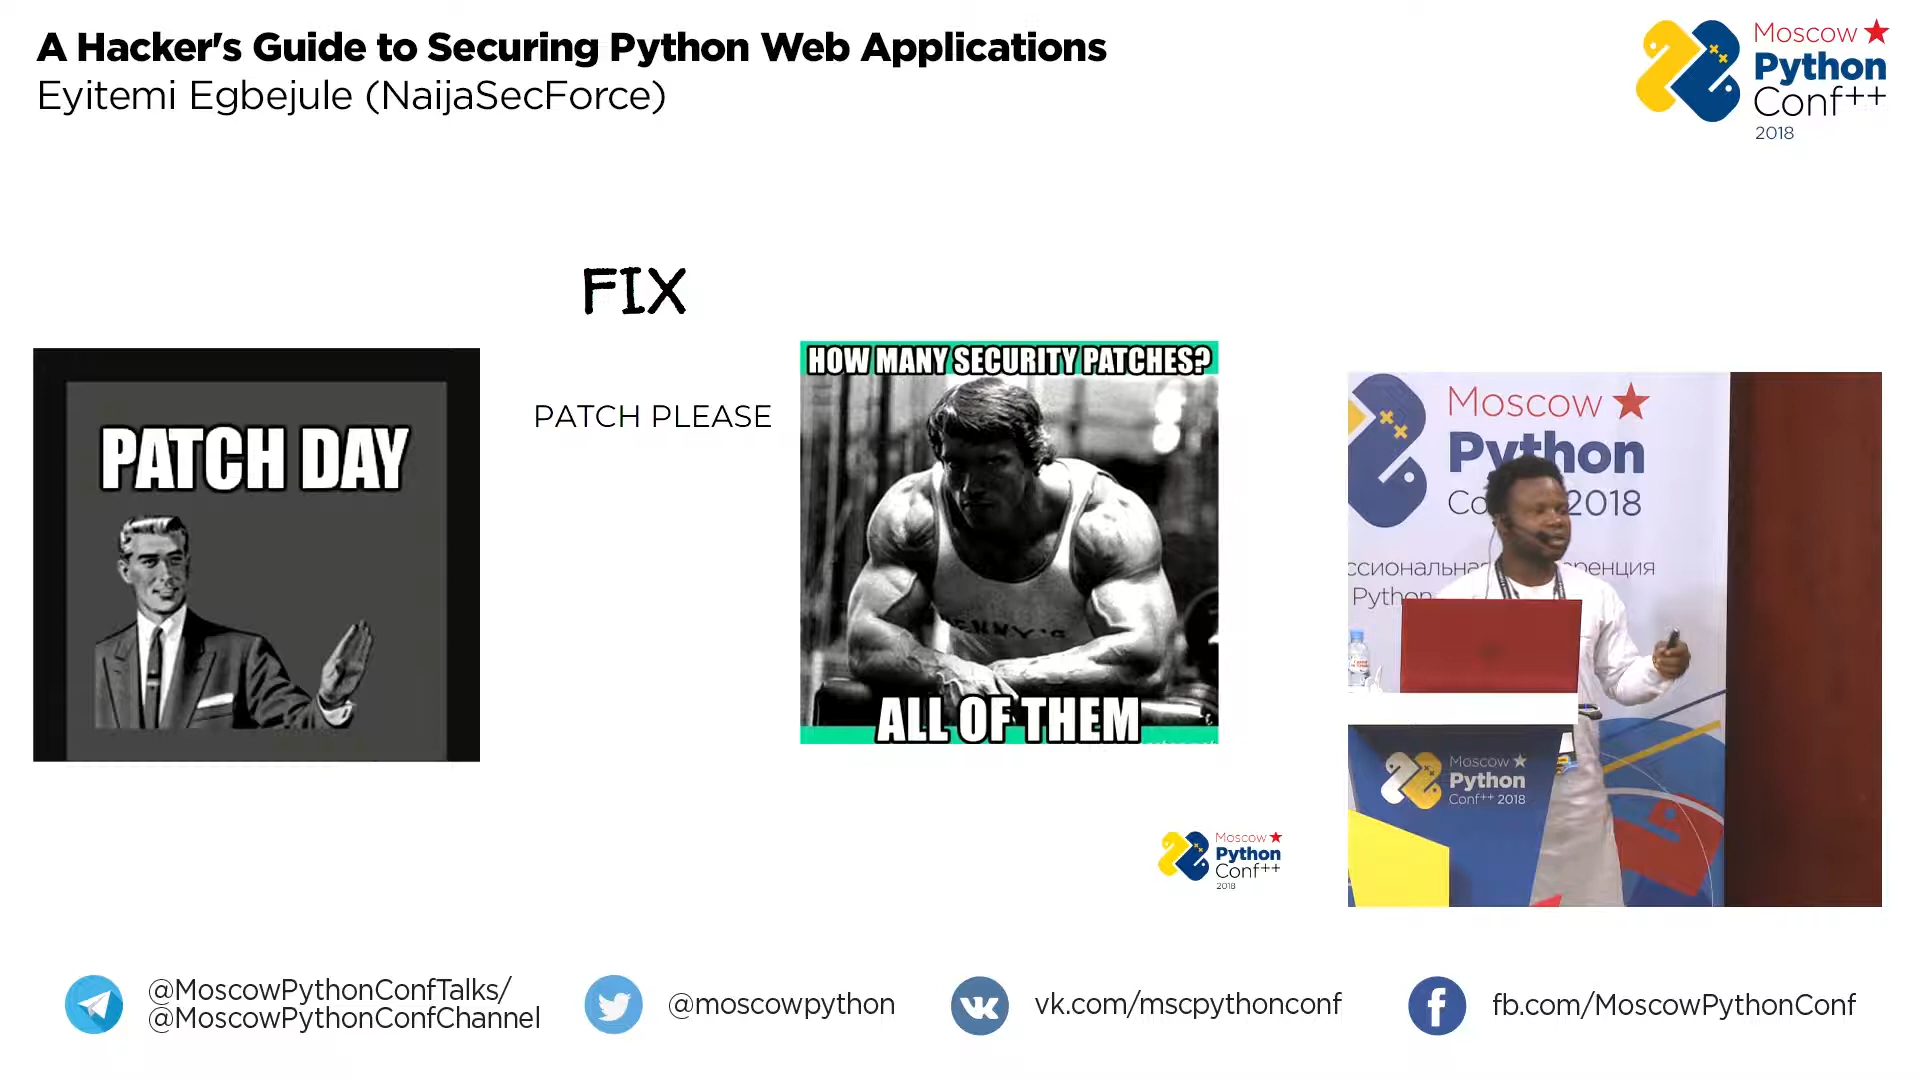 A Hacker's Guide to Securing Python Web Applications
Eyitemi Egbejule (NaijaSecForce)
Moscow
Python
Conf++
2018
FIX
PATCH DAY
PATCH PLEASE
HOW MANY SECURITY PATCHES?
ALL OF THEM
Moscow
Python
Conf++
2018
Moscow
Python
2018
Python
Moscow
Python
Conf++ 2018
@MoscowPythonConfTalks/
@MoscowPythonConfChannel
@moscowpython
vk.com/mscpythonconf
fb.com/MoscowPythonConf